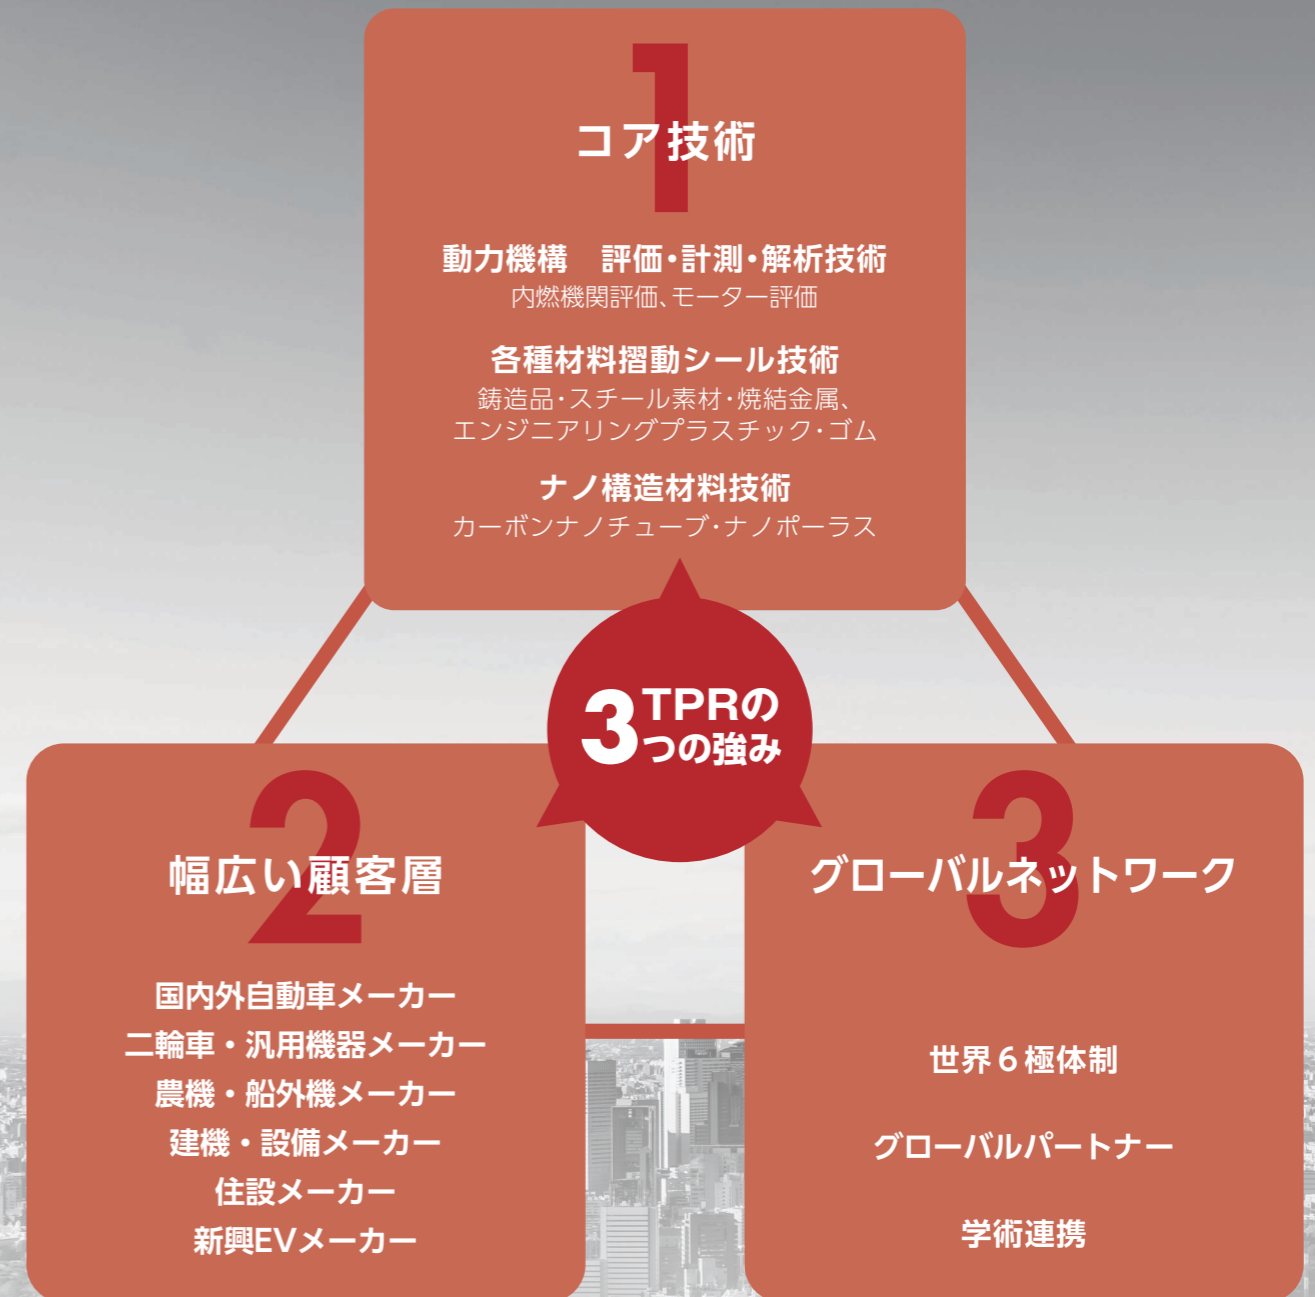 1
コア技術
動力機構　評価・計測・解析技術
内燃機関評価、モーター評価
各種材料摺動シール技術
鋳造品・スチール素材・焼結金属、
エンジニアリングプラスチック・ゴム
ナノ構造材料技術
カーボンナノチューブ・ナノポーラス
TPRの
3つの強み
2
幅広い顧客層
国内外自動車メーカー
二輪車・汎用機器メーカー
農機・船外機メーカー
建機・設備メーカー
住設メーカー
新興EVメーカー
3
グローバルネットワーク
世界６極体制
グローバルパートナー
学術連携